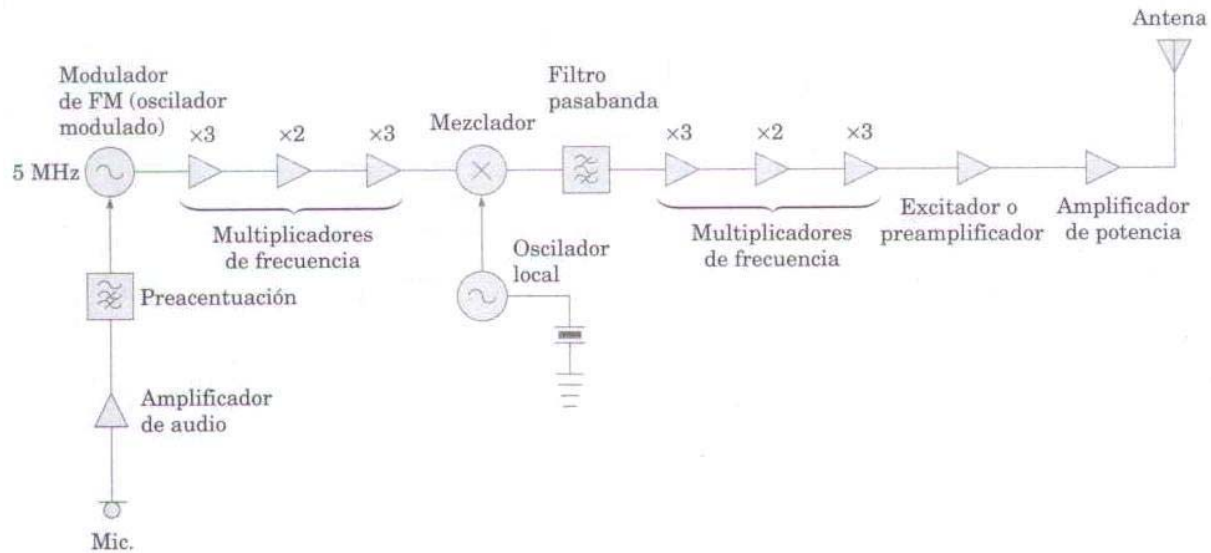 Antena
Modulador
de FM (oscilador
modulado)
×3
×2
×3
Mezclador
Filtro
pasabanda
×3
×2
×3
5 MHz
Multiplicadores
de frecuencia
Oscilador
local
Multiplicadores
de frecuencia
Excitador o
preamplificador
Amplificador
de potencia
Preacentuación
Amplificador
de audio
Mic.